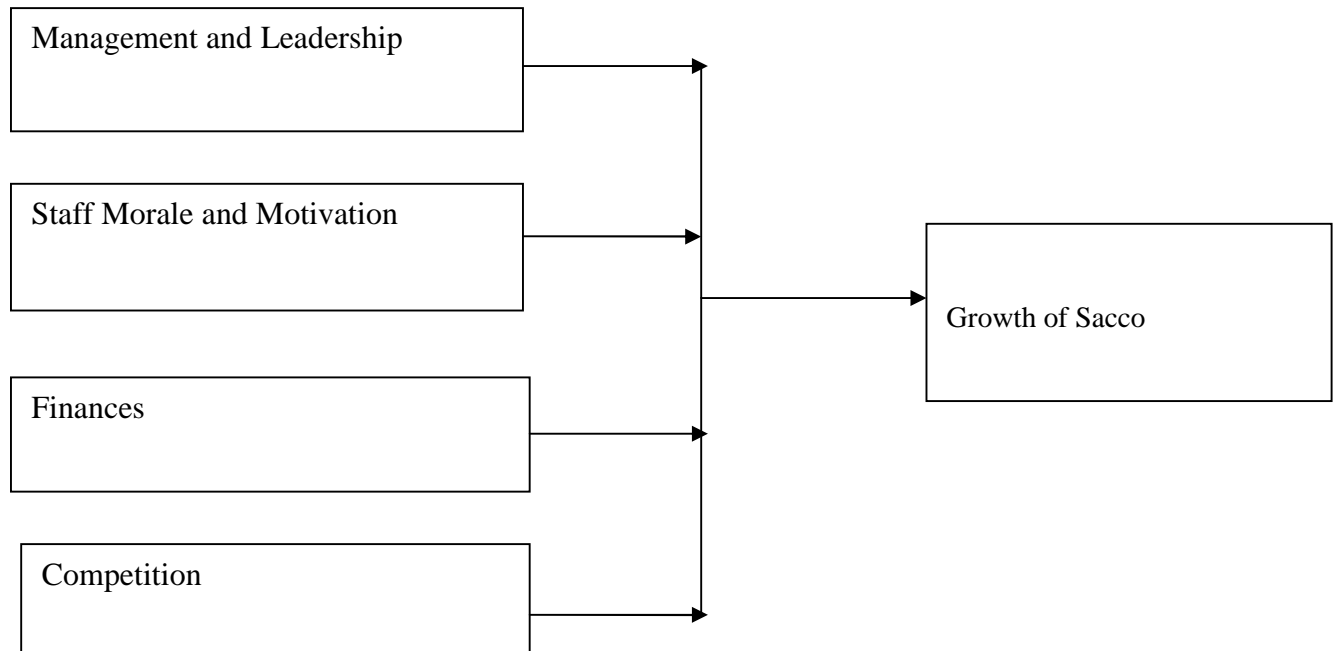 Management and Leadership
Staff Morale and Motivation
Growth of Sacco
Finances
Competition